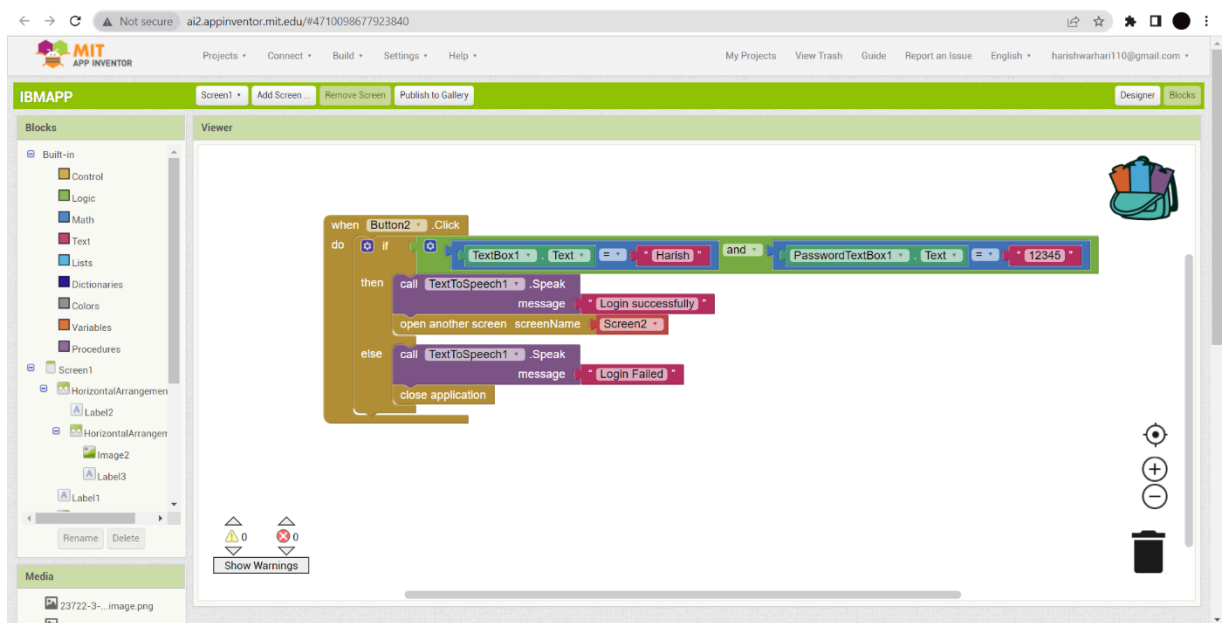 Not secure ai2.appinventor.mit.edu/#4710098677923840
MIT
APP INVENTOR
Projects Connect Build Settings Help My Projects View Trash Guide Report an Issue English harishwarhari110@gmail.com
IBMAPP Screen1 Add Screen ... Remove Screen Publish to Gallery Designer Blocks
Blocks Viewer
Built-in
Control
Logic
Math
Text
Lists
Dictionaries
Colors
Variables
Procedures
Screen1
HorizontalArrangemen
Label2
HorizontalArrangem
Image2
Label3
Label1
Rename Delete
Media
23722-3-...image.png
when Button2 .Click
do if TextBox1 . Text = " Harish " and PasswordTextBox1 . Text = " 12345 "
then call TextToSpeech1 .Speak
message " Login successfully "
open another screen screenName Screen2
else call TextToSpeech1 .Speak
message " Login Failed "
close application
0 0
Show Warnings